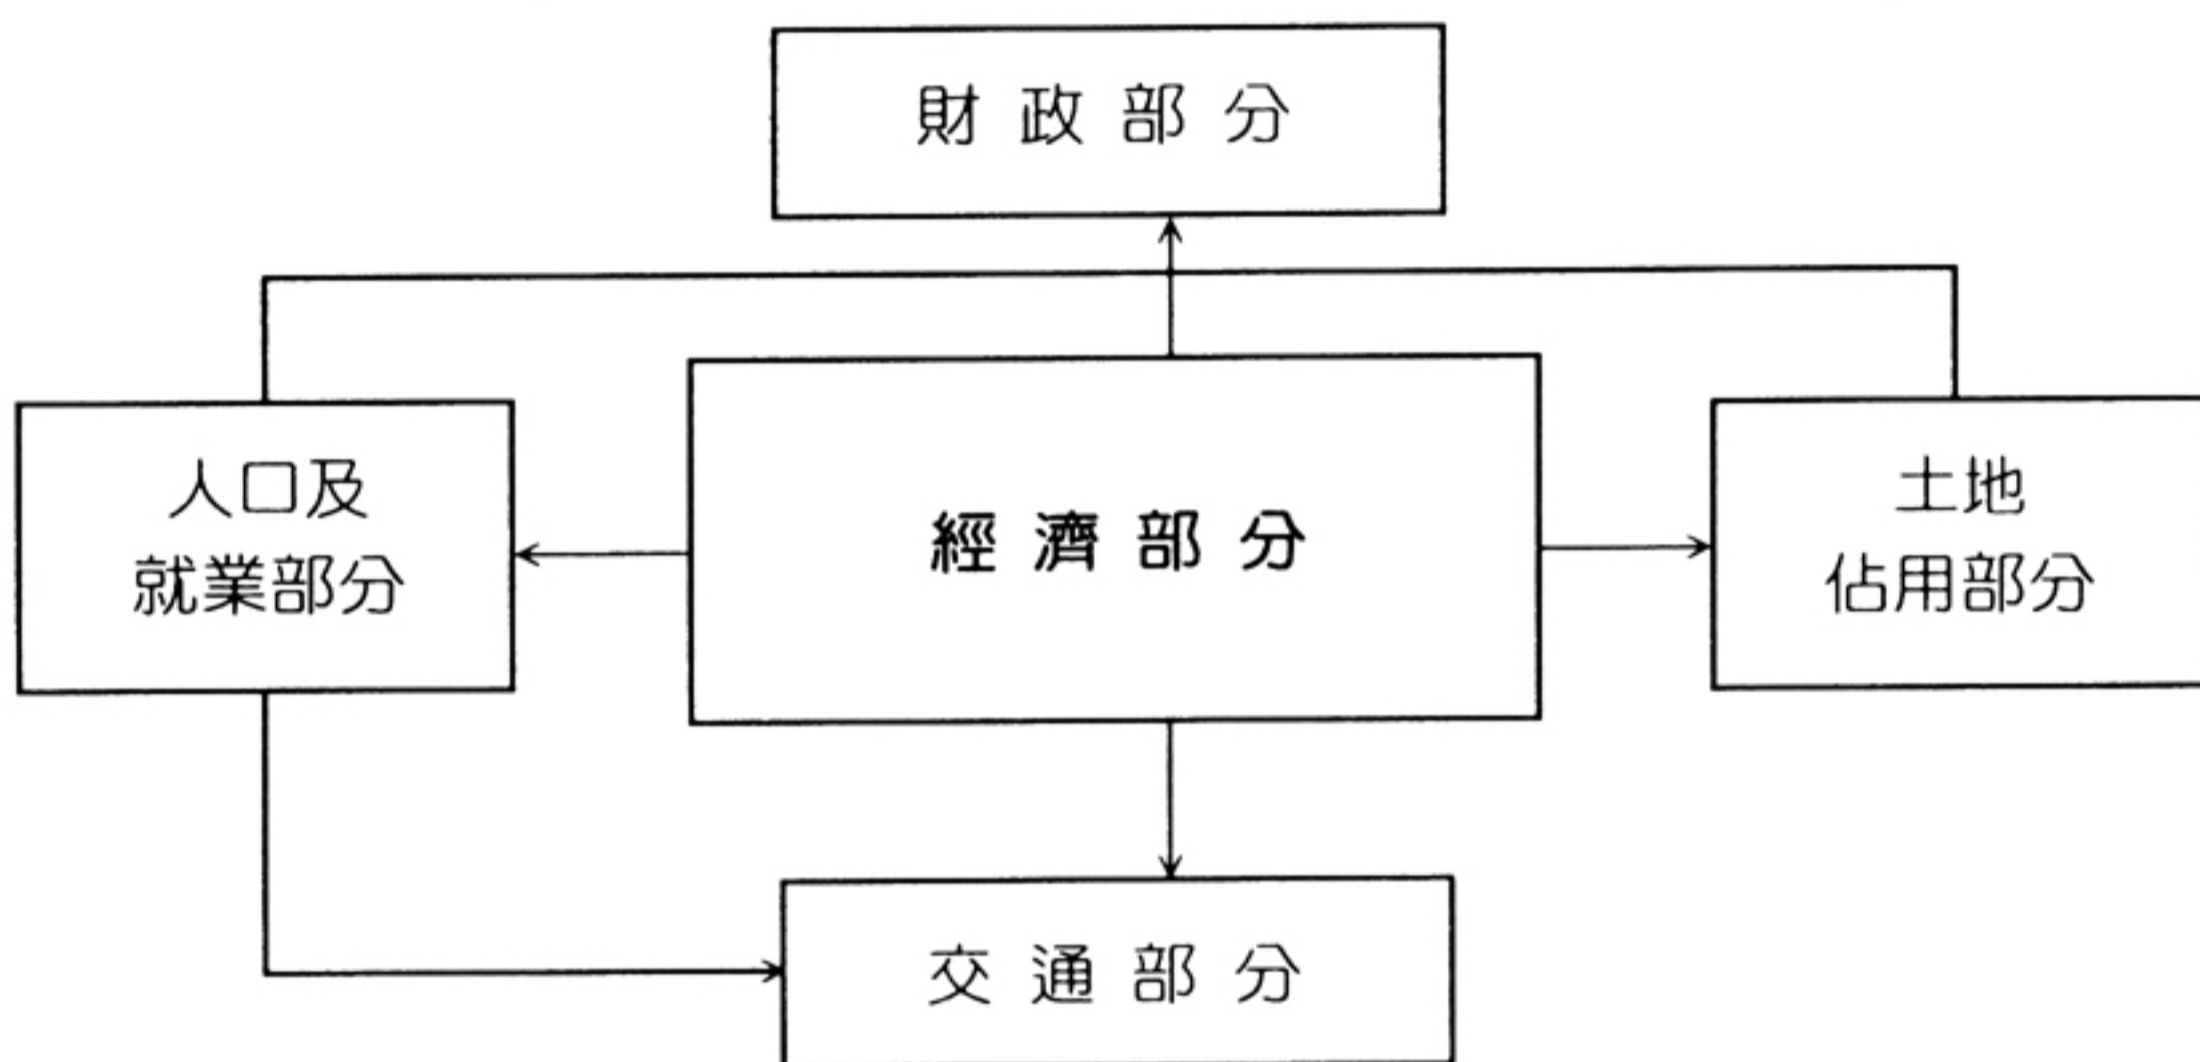 財政部分
人口及
就業部分
經濟部分
土地
佔用部分
交通部分